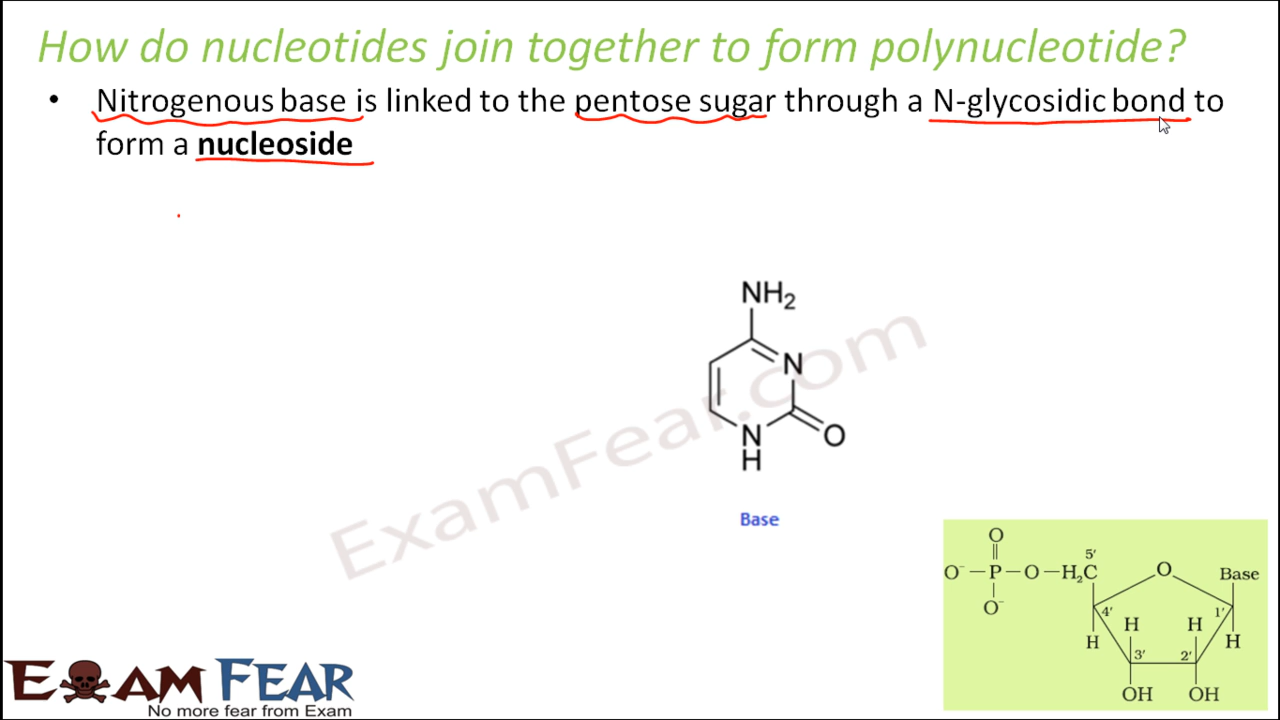 How do nucleotides join together to form polynucleotide?
• Nitrogenous base is linked to the pentose sugar through a N-glycosidic bond to
form a nucleoside
NH2
N
O
N
H
Base
ExamFear.com
O
5'
O⁻ — P — O — H₂C O Base
O⁻
4' 1'
H H H H
3' 2'
OH OH
EXAM FEAR
No more fear from Exam